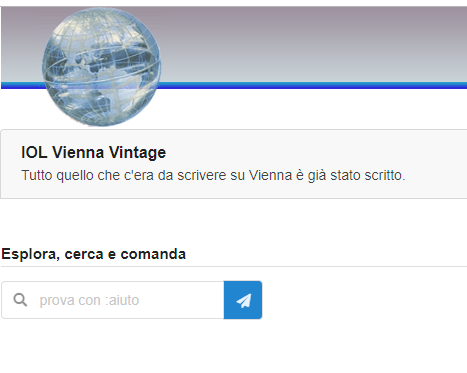 IOL Vienna Vintage
Tutto quello che c'era da scrivere su Vienna è già stato scritto.
Esplora, cerca e comanda
prova con :aiuto